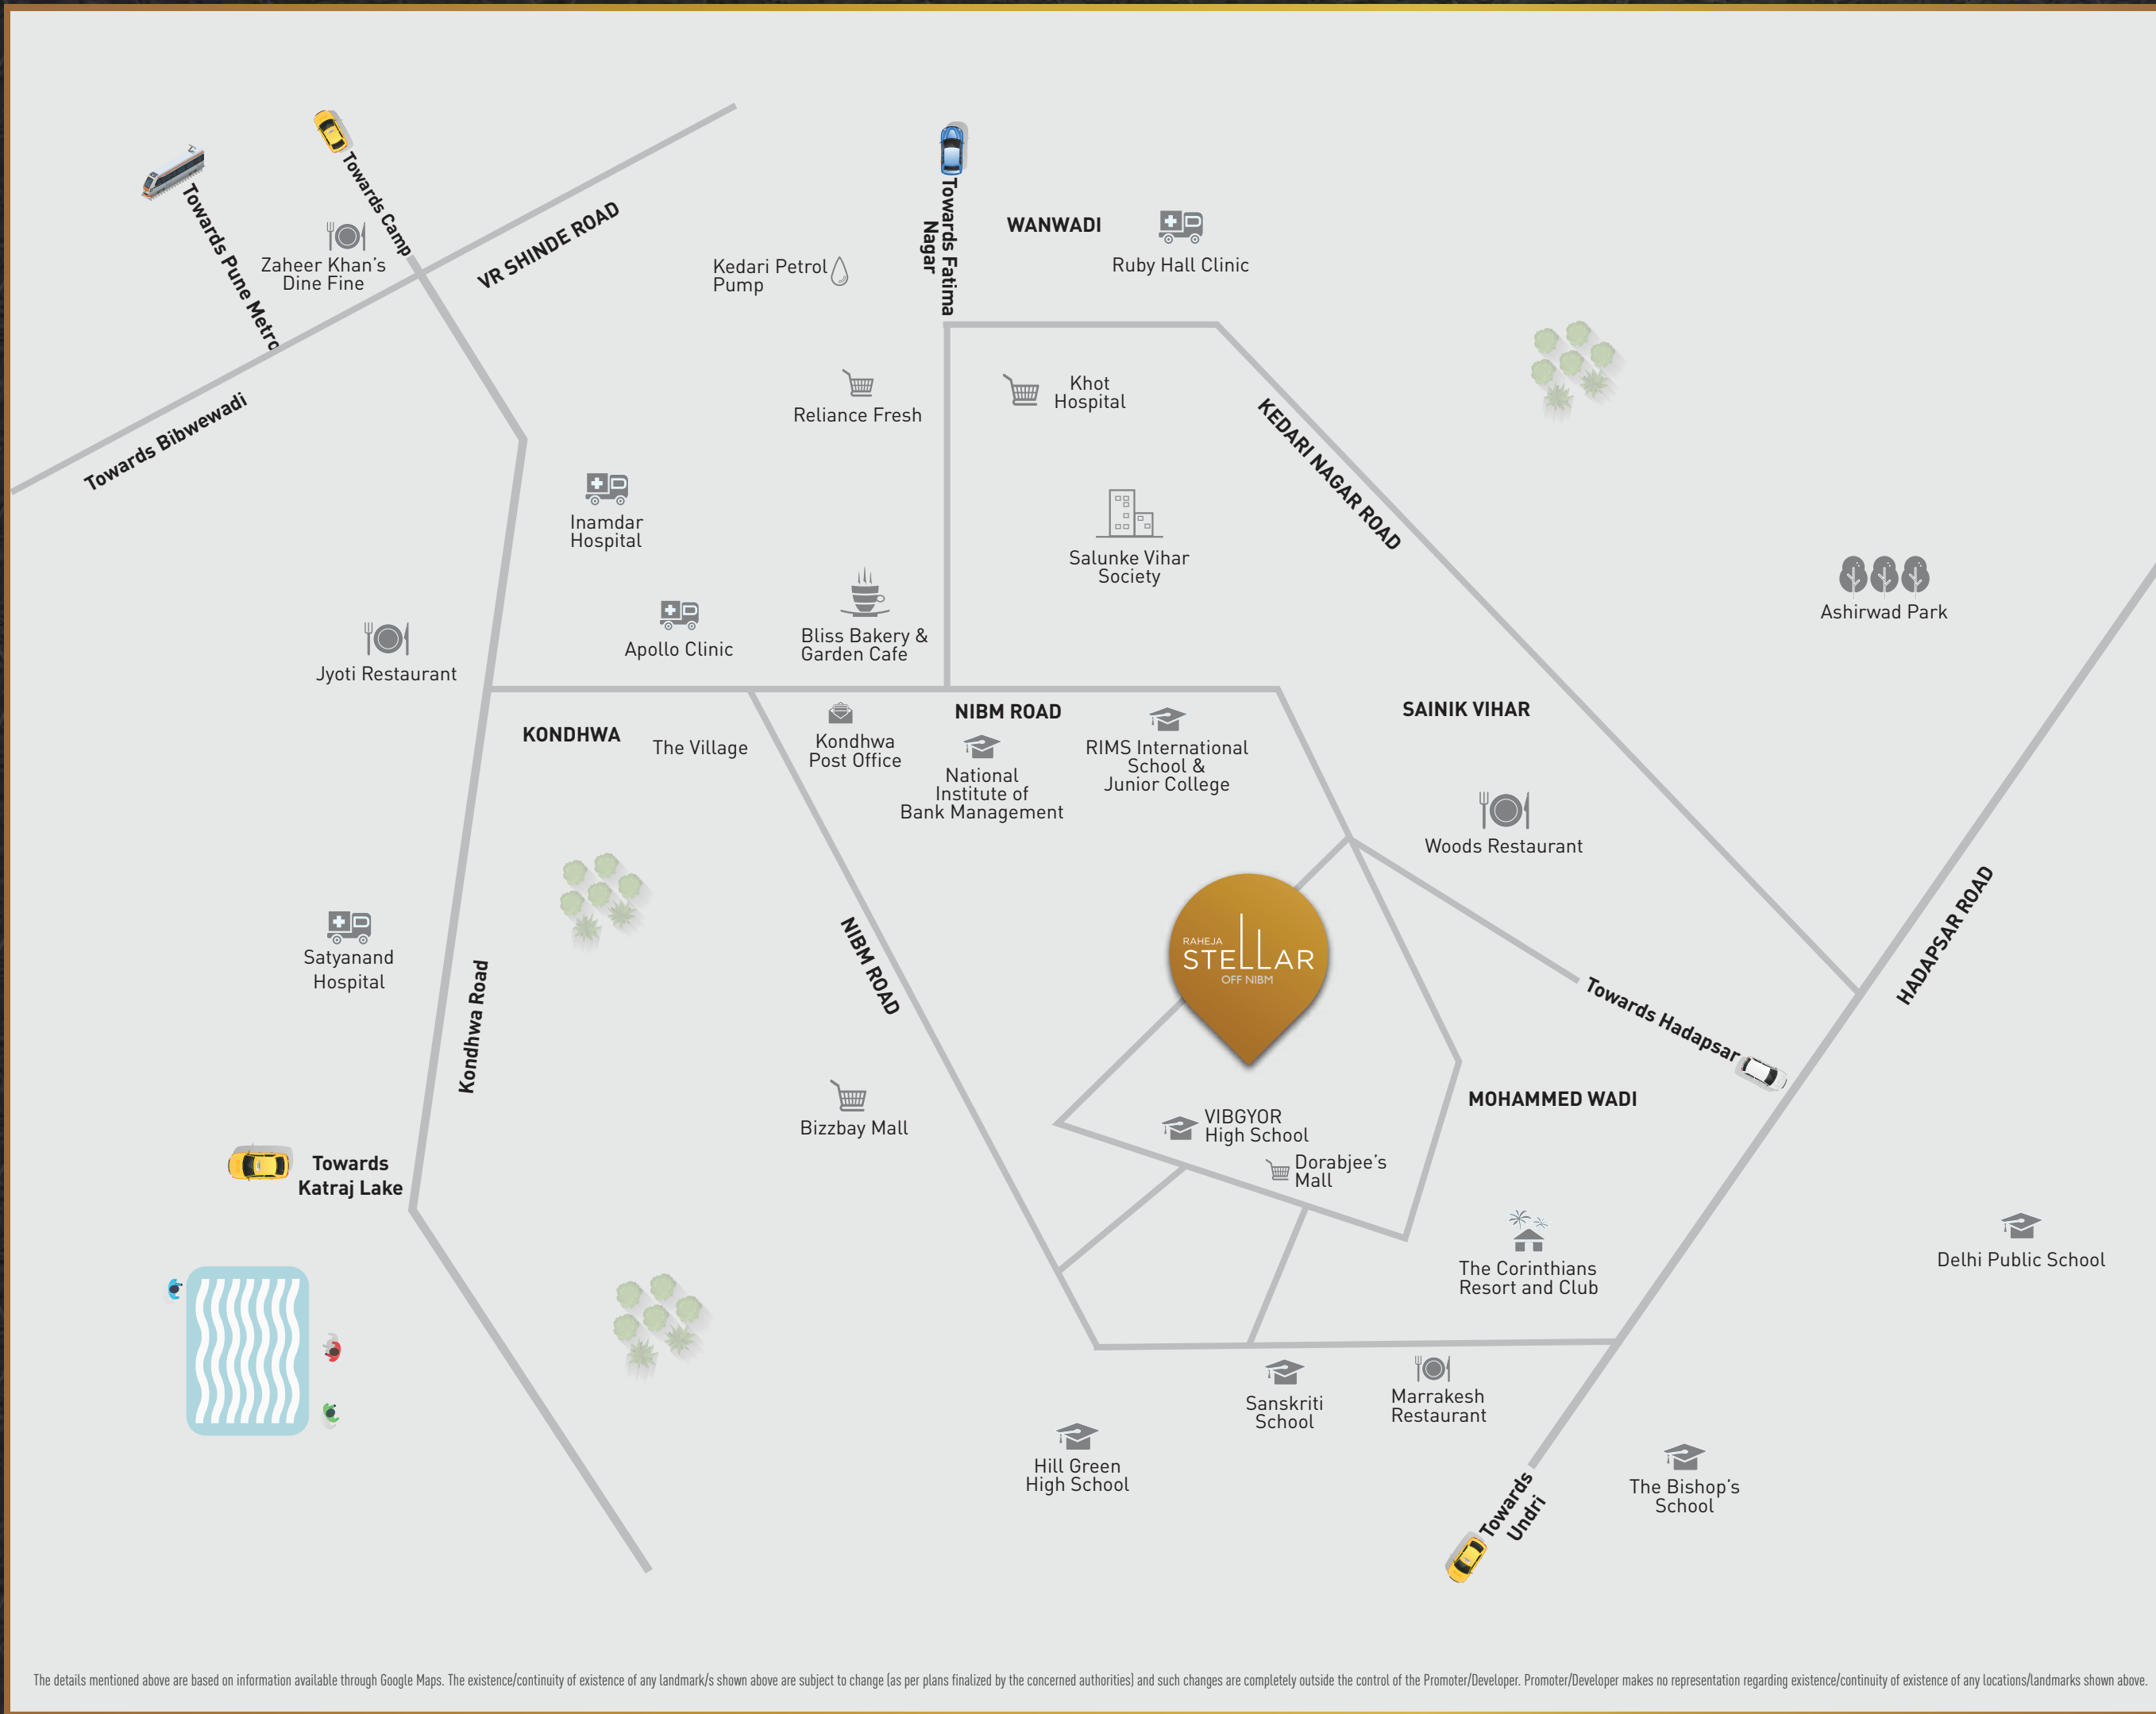 Towards Camp
Towards Pune Metro
Zaheer Khan's
Dine Fine
VR SHINDE ROAD
Towards Bibwewadi
Kedari Petrol
Pump
Towards Fatima
Nagar
WANWADI
Ruby Hall Clinic
Reliance Fresh
Khot
Hospital
KEDARI NAGAR ROAD
Inamdar
Hospital
Salunke Vihar
Society
Ashirwad Park
Jyoti Restaurant
Apollo Clinic
Bliss Bakery &
Garden Cafe
KONDHWA
The Village
Kondhwa
Post Office
NIBM ROAD
National
Institute of
Bank Management
RIMS International
School &
Junior College
SAINIK VIHAR
Woods Restaurant
Satyanand
Hospital
Kondhwa Road
NIBM ROAD
RAHEJA
STELLAR
OFF NIBM
Towards Hadapsar
HADAPSAR ROAD
Bizzbay Mall
VIBGYOR
High School
Dorabjee's
Mall
MOHAMMED WADI
Towards
Katraj Lake
The Corinthians
Resort and Club
Delhi Public School
Sanskriti
School
Marrakesh
Restaurant
Hill Green
High School
The Bishop's
School
Towards
Undri
The details mentioned above are based on information available through Google Maps. The existence/continuity of existence of any landmark/s shown above are subject to change (as per plans finalized by the concerned authorities) and such changes are completely outside the control of the Promoter/Developer. Promoter/Developer makes no representation regarding existence/continuity of existence of any locations/landmarks shown above.